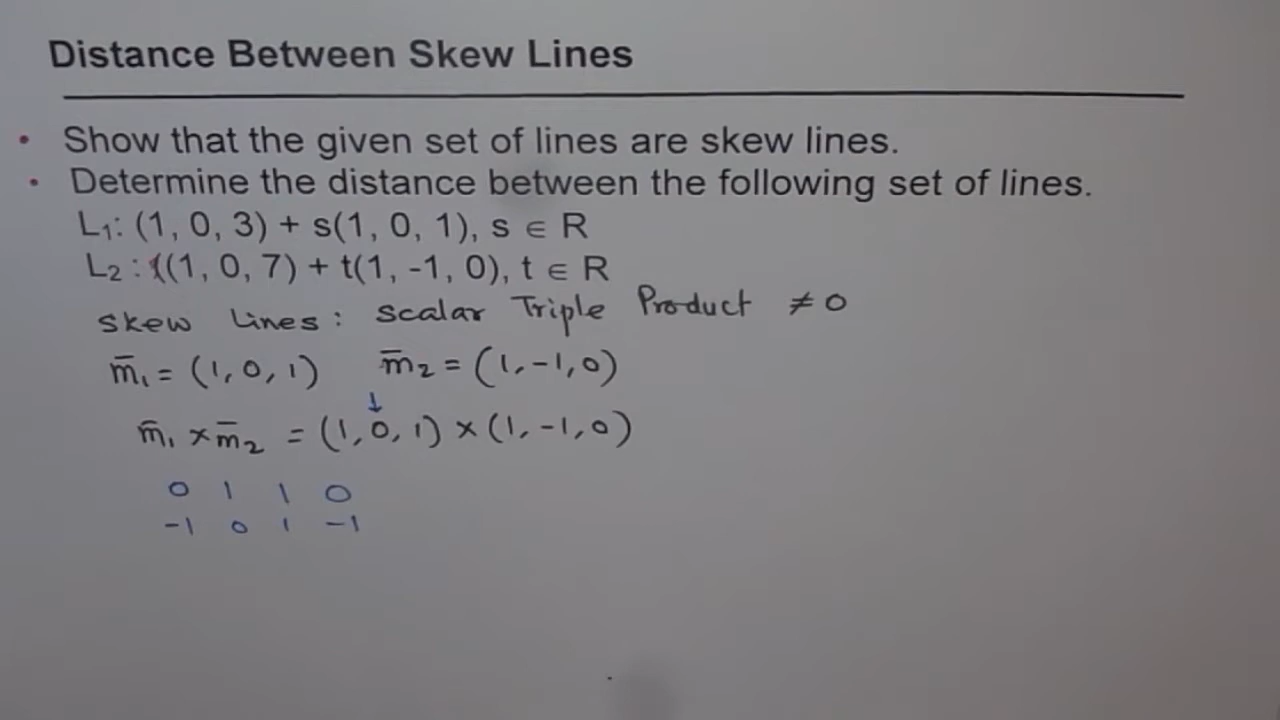 Distance Between Skew Lines
• Show that the given set of lines are skew lines.
• Determine the distance between the following set of lines.
L₁: (1, 0, 3) + s(1, 0, 1), s ∈ R
L₂ : ((1, 0, 7) + t(1, -1, 0), t ∈ R
Skew Lines: Scalar Triple Product ≠ 0
m̄₁ = (1, 0, 1) m̄₂ = (1, -1, 0)
↓
m̄₁ × m̄₂ = (1, 0, 1) × (1, -1, 0)
0 1 1 0
-1 0 1 -1